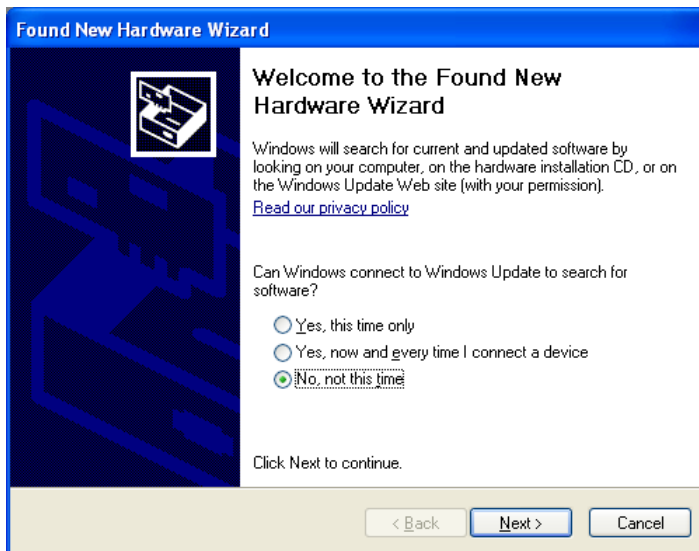 Found New Hardware Wizard
Welcome to the Found New
Hardware Wizard
Windows will search for current and updated software by
looking on your computer, on the hardware installation CD, or on
the Windows Update Web site (with your permission).
Read our privacy policy
Can Windows connect to Windows Update to search for
software?
Yes, this time only
Yes, now and every time I connect a device
No, not this time
Click Next to continue.
< Back
Next >
Cancel